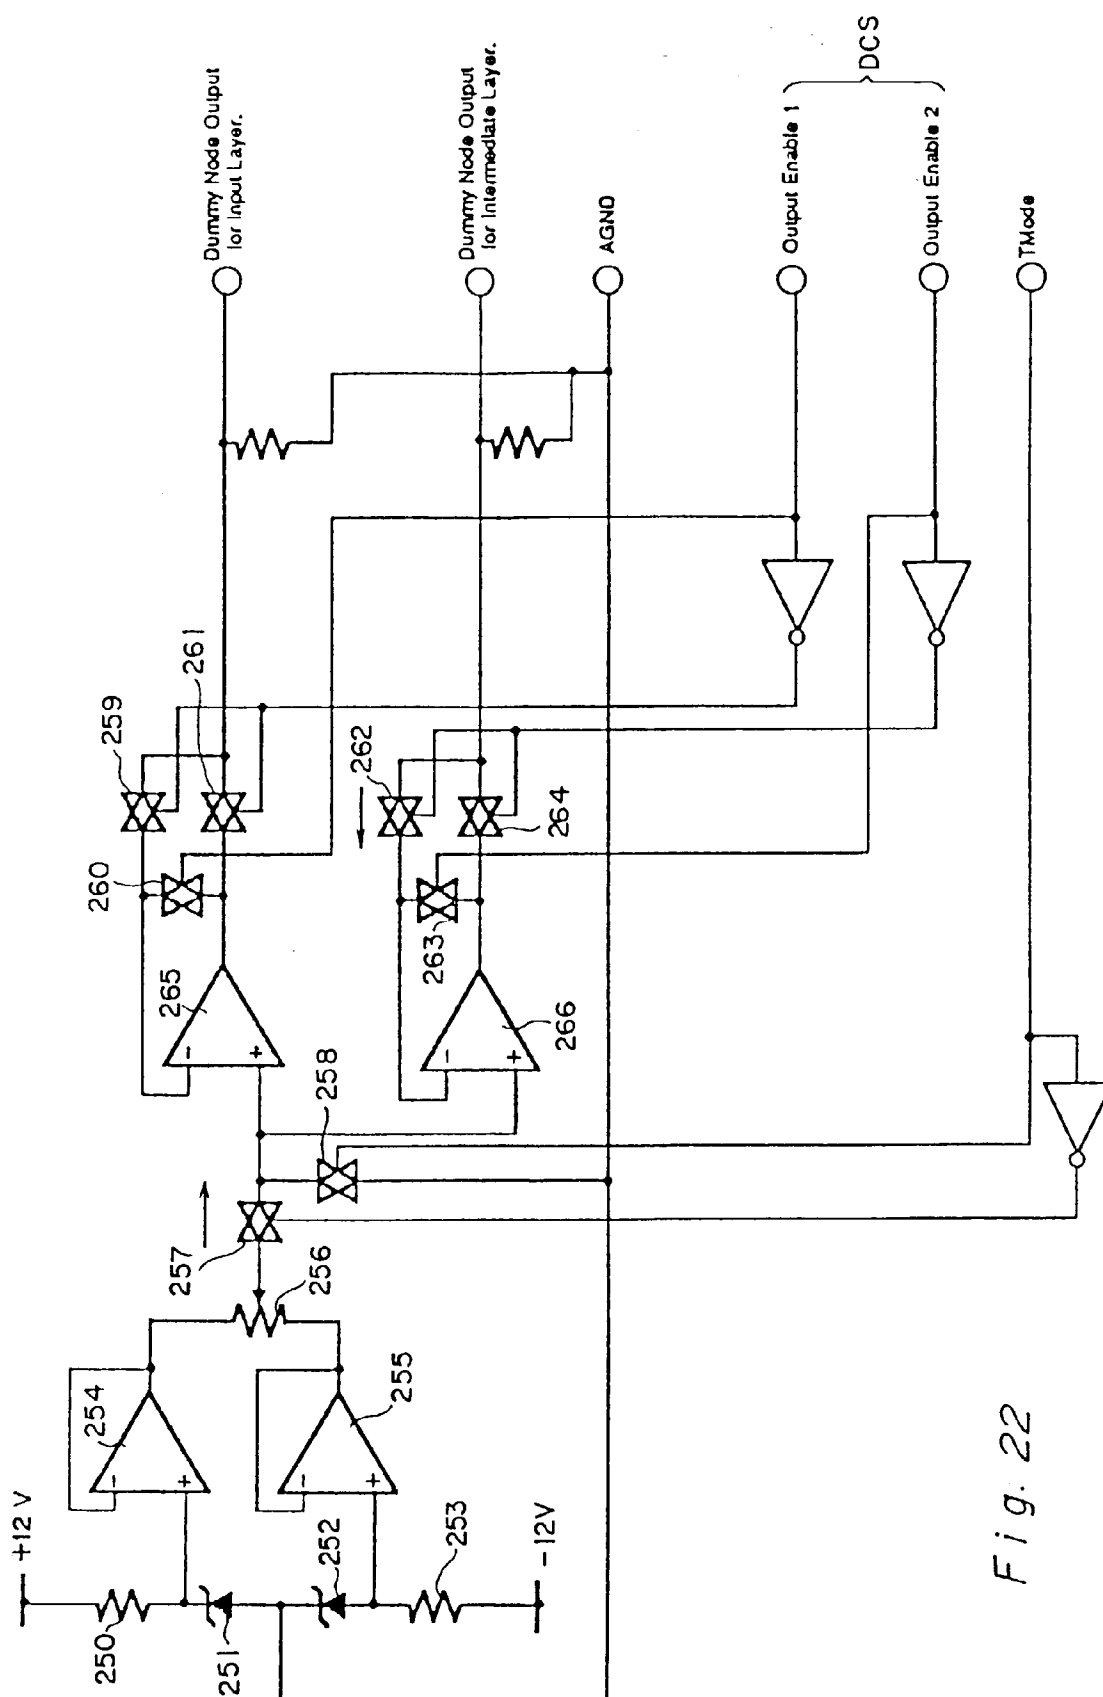 +12 V
250
251
252
253
-12V
254
-
+
255
-
+
256
257
258
265
-
+
266
-
+
259
260
261
262
263
264
Dummy Node Output
for Input Layer.
Dummy Node Output
for Intermediate Layer.
AGND
Output Enable 1
Output Enable 2
DCS
TMode
Fig. 22